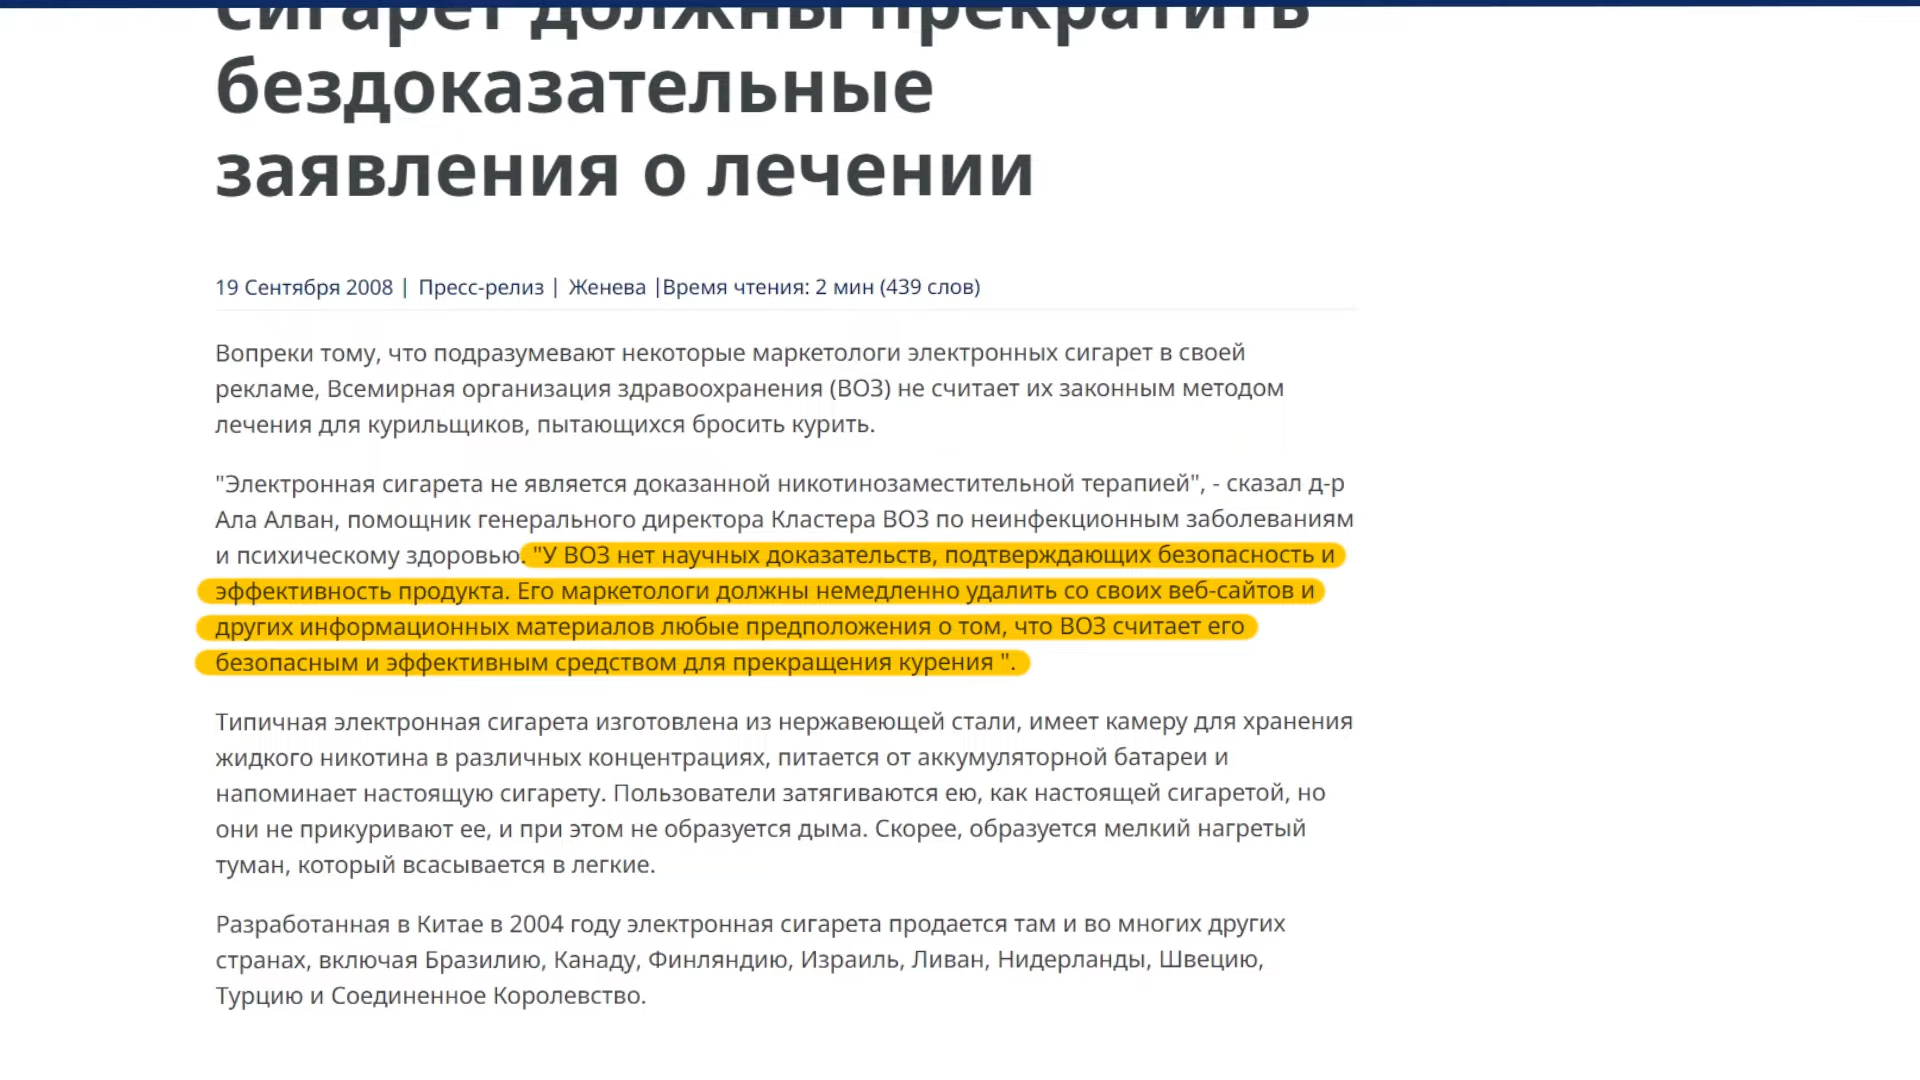 сигарет должны прекратить
бездоказательные
заявления о лечении
19 Сентября 2008 | Пресс-релиз | Женева |Время чтения: 2 мин (439 слов)
Вопреки тому, что подразумевают некоторые маркетологи электронных сигарет в своей
рекламе, Всемирная организация здравоохранения (ВОЗ) не считает их законным методом
лечения для курильщиков, пытающихся бросить курить.
"Электронная сигарета не является доказанной никотинозаместительной терапией", - сказал д-р
Ала Алван, помощник генерального директора Кластера ВОЗ по неинфекционным заболеваниям
и психическому здоровью. "У ВОЗ нет научных доказательств, подтверждающих безопасность и
эффективность продукта. Его маркетологи должны немедленно удалить со своих веб-сайтов и
других информационных материалов любые предположения о том, что ВОЗ считает его
безопасным и эффективным средством для прекращения курения ".
Типичная электронная сигарета изготовлена из нержавеющей стали, имеет камеру для хранения
жидкого никотина в различных концентрациях, питается от аккумуляторной батареи и
напоминает настоящую сигарету. Пользователи затягиваются ею, как настоящей сигаретой, но
они не прикуривают ее, и при этом не образуется дыма. Скорее, образуется мелкий нагретый
туман, который всасывается в легкие.
Разработанная в Китае в 2004 году электронная сигарета продается там и во многих других
странах, включая Бразилию, Канаду, Финляндию, Израиль, Ливан, Нидерланды, Швецию,
Турцию и Соединенное Королевство.